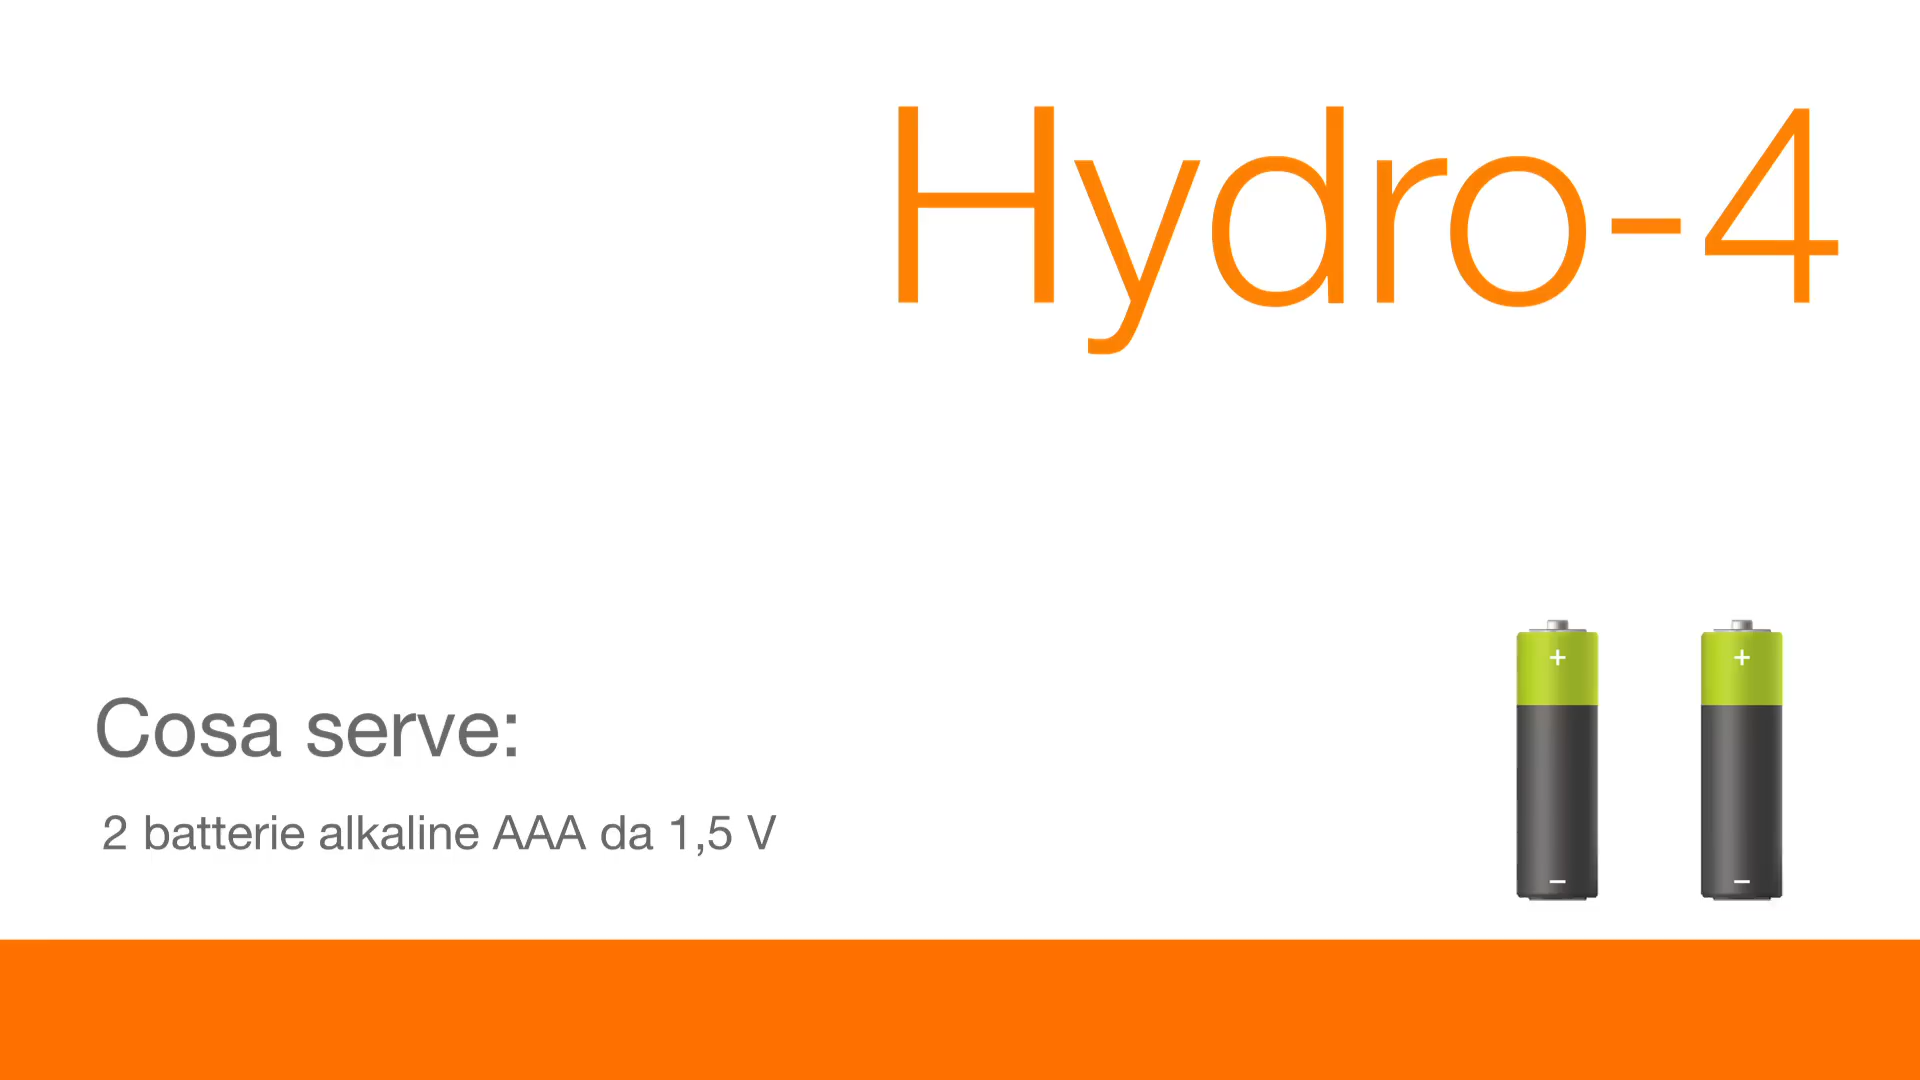 Hydro-4
Cosa serve:
2 batterie alkaline AAA da 1,5 V
+
+
−
−